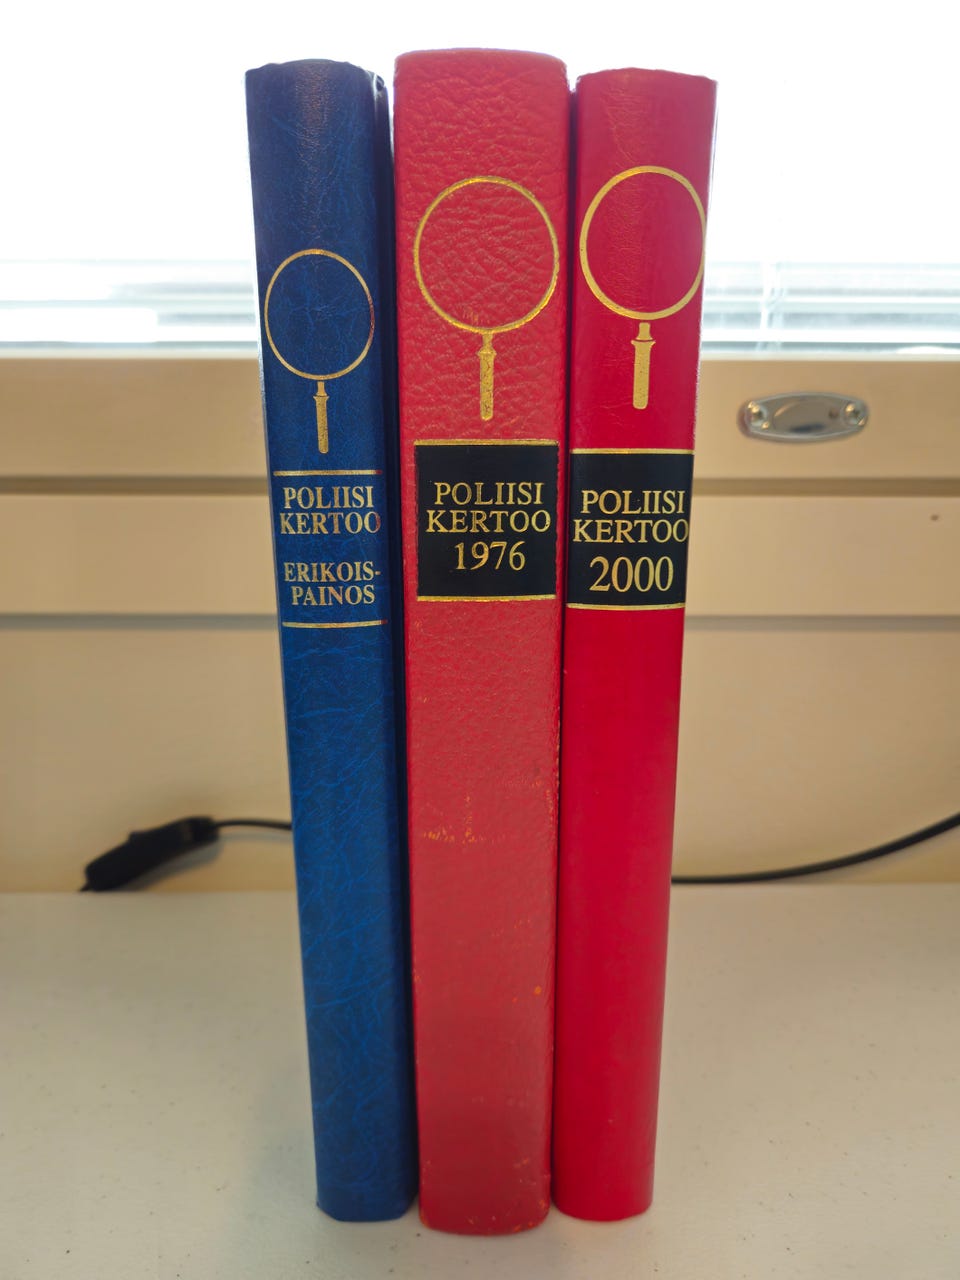 POLIISI
KERTOO
ERIKOIS-
PAINOS
POLIISI
KERTOO
1976
POLIISI
KERTOO
2000